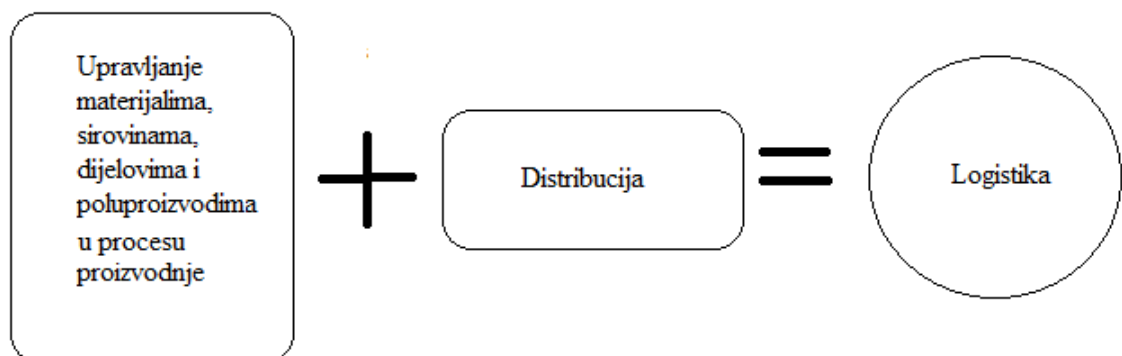 Upravljanje
materijalima,
sirovinama,
dijelovima i
poluproizvodima
u procesu
proizvodnje
+
Distribucija
=
Logistika